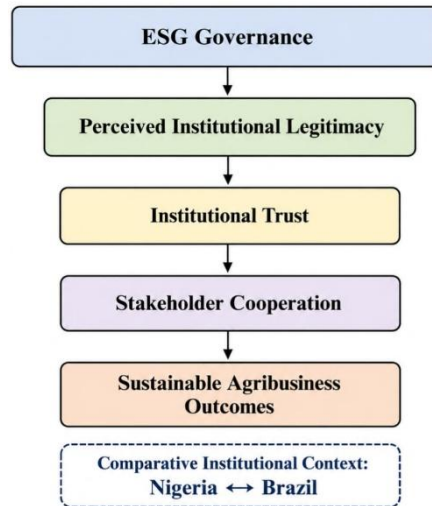 ESG Governance
Perceived Institutional Legitimacy
Institutional Trust
Stakeholder Cooperation
Sustainable Agribusiness
Outcomes
Comparative Institutional Context:
Nigeria ↔ Brazil